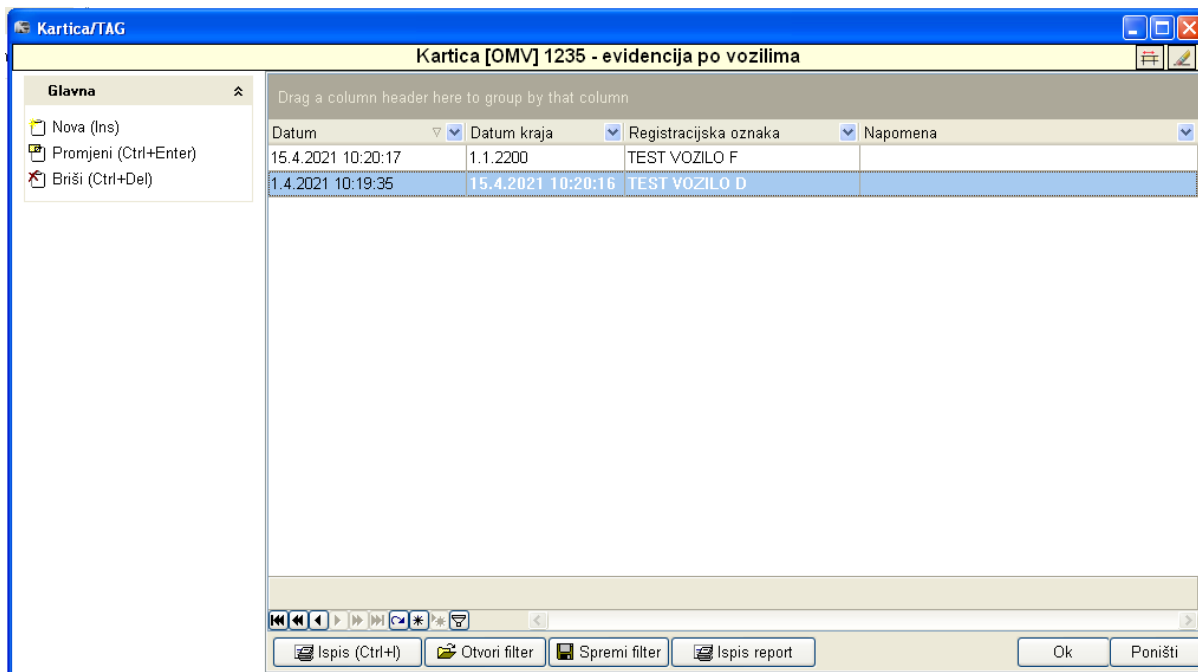 Kartica/TAG
Kartica [OMV] 1235 - evidencija po vozilima
Glavna
Nova (Ins)
Promjeni (Ctrl+Enter)
Briši (Ctrl+Del)
Drag a column header here to group by that column
Datum Datum kraja Registracijska oznaka Napomena
15.4.2021 10:20:17 1.1.2200 TEST VOZILO F
1.4.2021 10:19:35 15.4.2021 10:20:16 TEST VOZILO D
Ispis (Ctrl+I) Otvori filter Spremi filter Ispis report Ok Poništi